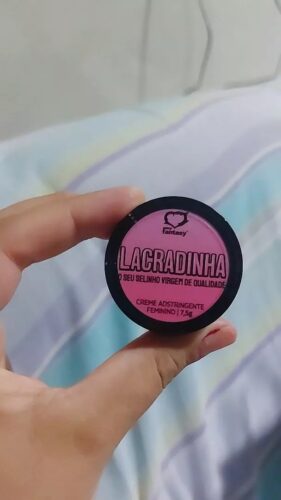 fantasy
LACRADINHA
O SEU SELINHO VIRGEM DE QUALIDADE
CREME ADSTRINGENTE
FEMININO | 7,5g